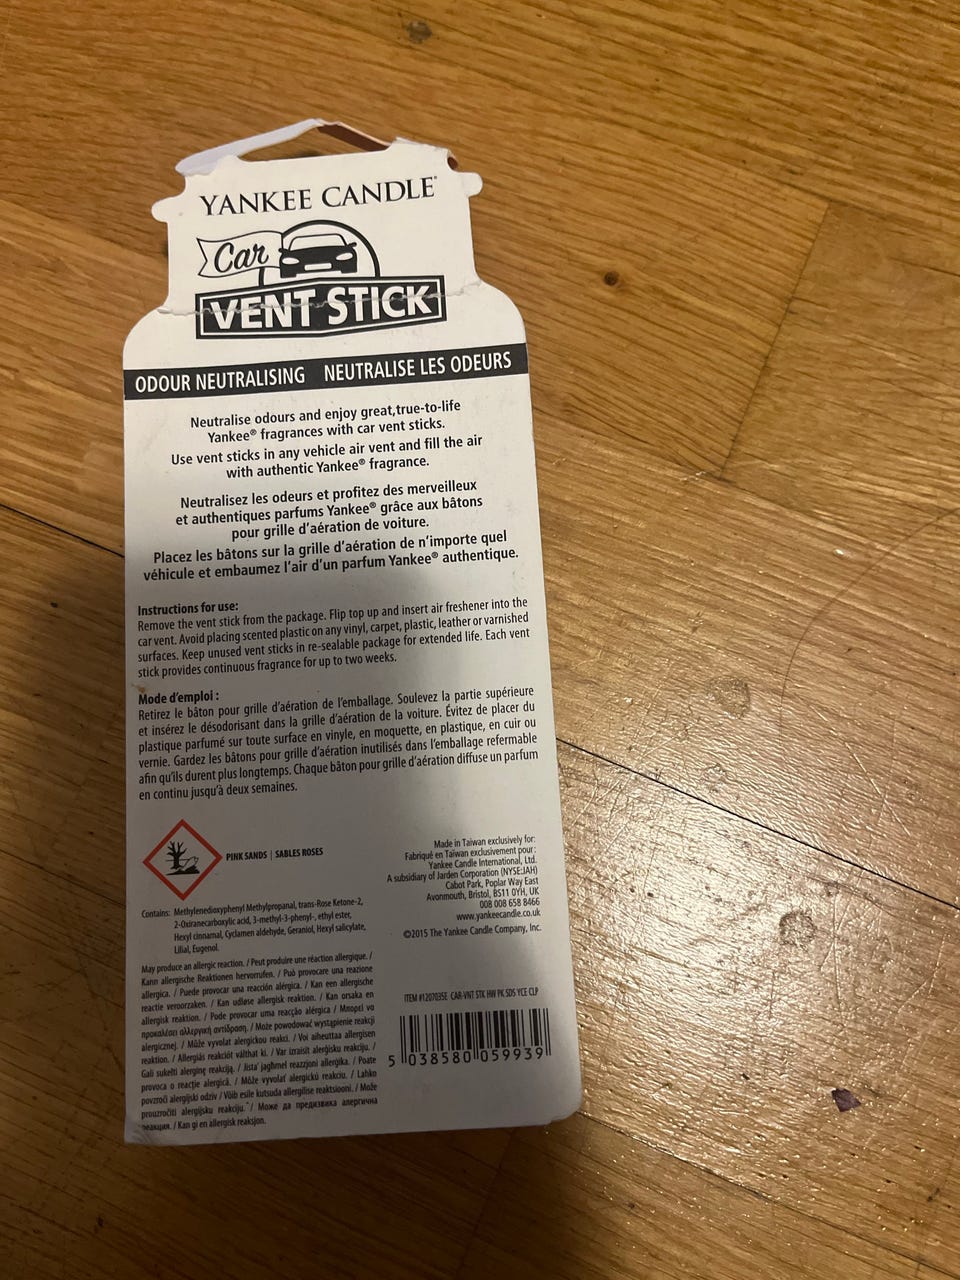 YANKEE CANDLE®
Car
VENT STICK
ODOUR NEUTRALISING NEUTRALISE LES ODEURS
Neutralise odours and enjoy great,true-to-life
Yankee® fragrances with car vent sticks.
Use vent sticks in any vehicle air vent and fill the air
with authentic Yankee® fragrance.
Neutralisez les odeurs et profitez des merveilleux
et authentiques parfums Yankee® grâce aux bâtons
pour grille d'aération de voiture.
Placez les bâtons sur la grille d'aération de n'importe quel
véhicule et embaumez l'air d'un parfum Yankee® authentique.
Instructions for use:
Remove the vent stick from the package. Flip top up and insert air freshener into the
car vent. Avoid placing scented plastic on any vinyl, carpet, plastic, leather or varnished
surfaces. Keep unused vent sticks in re-sealable package for extended life. Each vent
stick provides continuous fragrance for up to two weeks.
Mode d'emploi :
Retirez le bâton pour grille d'aération de l'emballage. Soulevez la partie supérieure
et insérez le désodorisant dans la grille d'aération de la voiture. Évitez de placer du
plastique parfumé sur toute surface en vinyle, en moquette, en plastique, en cuir ou
vernie. Gardez les bâtons pour grille d'aération inutilisés dans l'emballage refermable
afin qu'ils durent plus longtemps. Chaque bâton pour grille d'aération diffuse un parfum
en continu jusqu'à deux semaines.
PINK SANDS | SABLES ROSES
Contains: Methylenedioxyphenyl Methylpropanal, trans-Rose Ketone-2,
2-Oxiranecarboxylic acid, 3-methyl-3-phenyl-, ethyl ester,
Hexyl cinnamal, Cyclamen aldehyde, Geraniol, Hexyl salicylate,
Lilial, Eugenol.
May produce an allergic reaction. / Peut produire une réaction allergique. /
Kann allergische Reaktionen hervorrufen. / Può provocare una reazione
allergica. / Puede provocar una reacción alérgica. / Kan een allergische
reactie veroorzaken. / Kan udløse allergisk reaktion. / Kan orsaka en
allergisk reaktion. / Pode provocar uma reacção alérgica / Μπορεί να
προκαλέσει αλλεργική αντίδραση. / Może powodować wystąpienie reakcji
alergicznej. / Může vyvolat alergickou reakci. / Voi aiheuttaa allergisen
reaktion. / Allergiás reakciót válthat ki. / Var izraisīt alerģisku reakciju. /
Gali sukelti alerginę reakciją. / Jista' jagħmel reazzjoni allerġika. / Poate
provoca o reacție alergică. / Môže vyvolať alergickú reakciu. / Lahko
povzroči alergijski odziv / Võib esile kutsuda allergilise reaktsiooni. / Može
prouzročiti alergijsku reakciju. / Може да предизвика алергична
реакция. / Kan gi en allergisk reaksjon.
Made in Taiwan exclusively for:
Fabriqué en Taïwan exclusivement pour:
Yankee Candle International, Ltd.
A subsidiary of Jarden Corporation (NYSE:JAH)
Cabot Park, Poplar Way East
Avonmouth, Bristol, BS11 0YH, UK
008 008 658 8466
www.yankeecandle.co.uk
©2015 The Yankee Candle Company, Inc.
ITEM #1207035E CAR-VNT STK HW PK SDS YCE CLP
5 038580 059939